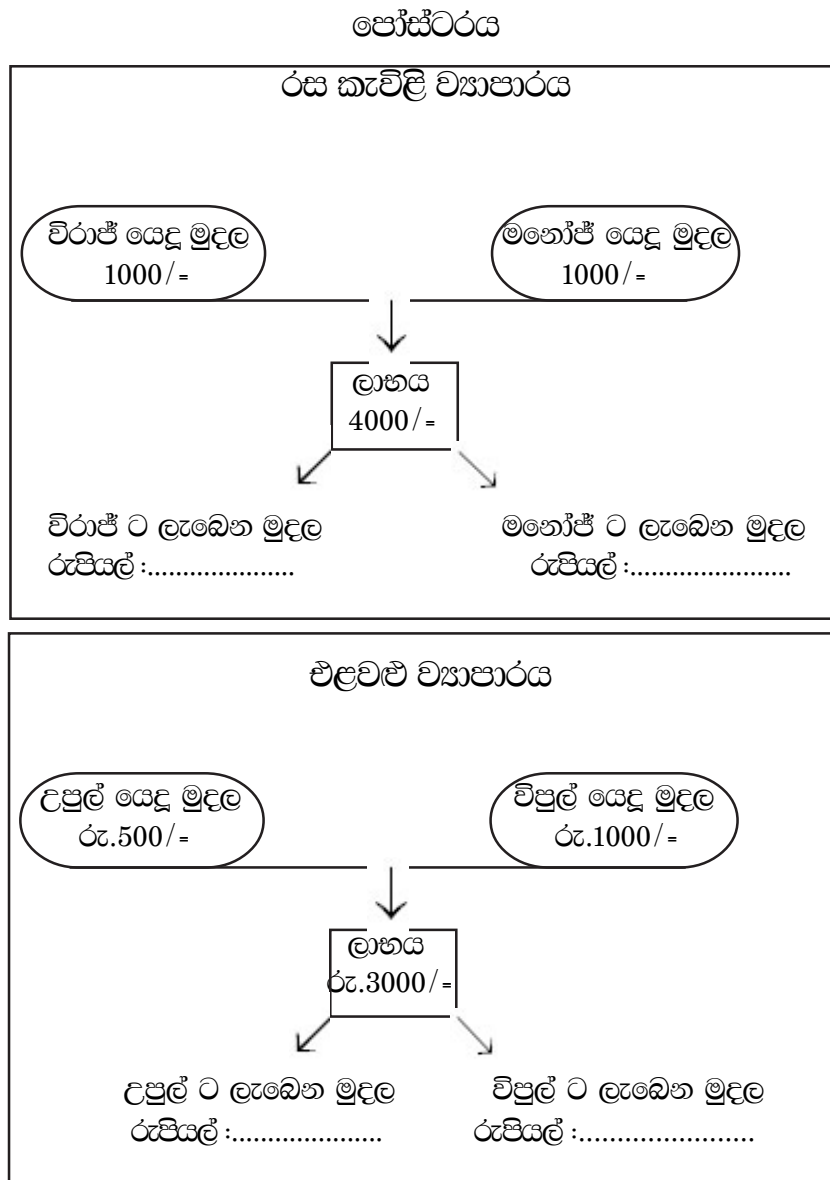 පෝස්ටරය
රස කැවිළි ව්‍යාපාරය
විරාජ් යෙදූ මුදල
1000/=
මනෝජ් යෙදූ මුදල
1000/=
ලාභය
4000/=
විරාජ් ට ලැබෙන මුදල
රුපියල් :.....................
මනෝජ් ට ලැබෙන මුදල
රුපියල් :.......................
එළවළු ව්‍යාපාරය
උපුල් යෙදූ මුදල
රු.500/=
විපුල් යෙදූ මුදල
රු.1000/=
ලාභය
රු.3000/=
උපුල් ට ලැබෙන මුදල
රුපියල් :.....................
විපුල් ට ලැබෙන මුදල
රුපියල් :........................